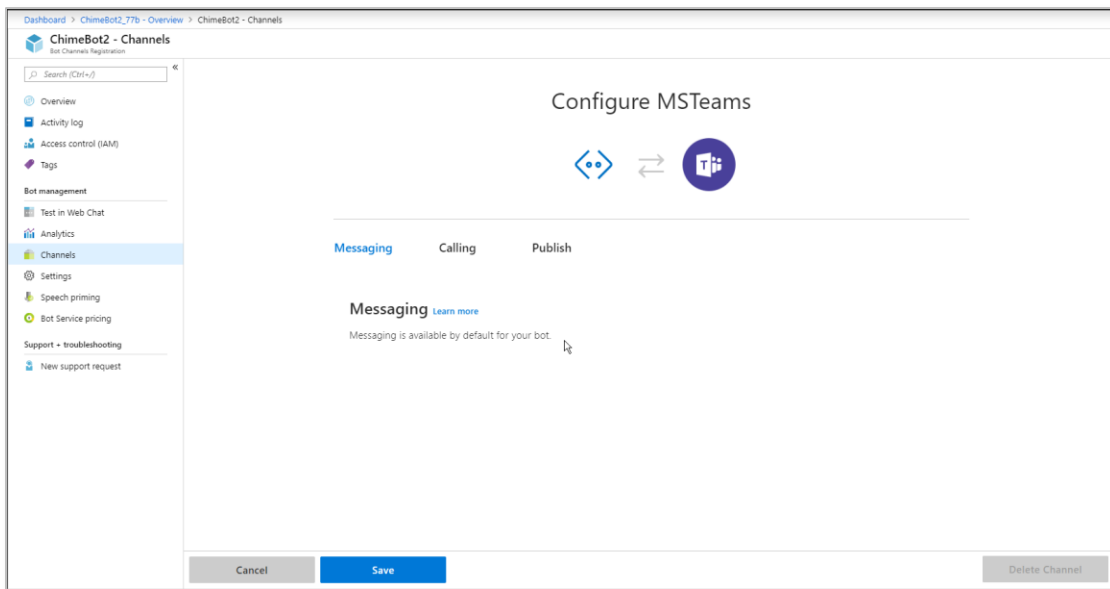 Dashboard > ChimeBot2_77b - Overview > ChimeBot2 - Channels
ChimeBot2 - Channels
Bot Channels Registration
Search (Ctrl+/)
«
Overview
Activity log
Access control (IAM)
Tags
Bot management
Test in Web Chat
Analytics
Channels
Settings
Speech priming
Bot Service pricing
Support + troubleshooting
New support request
Configure MSTeams
T
Messaging Calling Publish
Messaging Learn more
Messaging is available by default for your bot.
Cancel Save Delete Channel